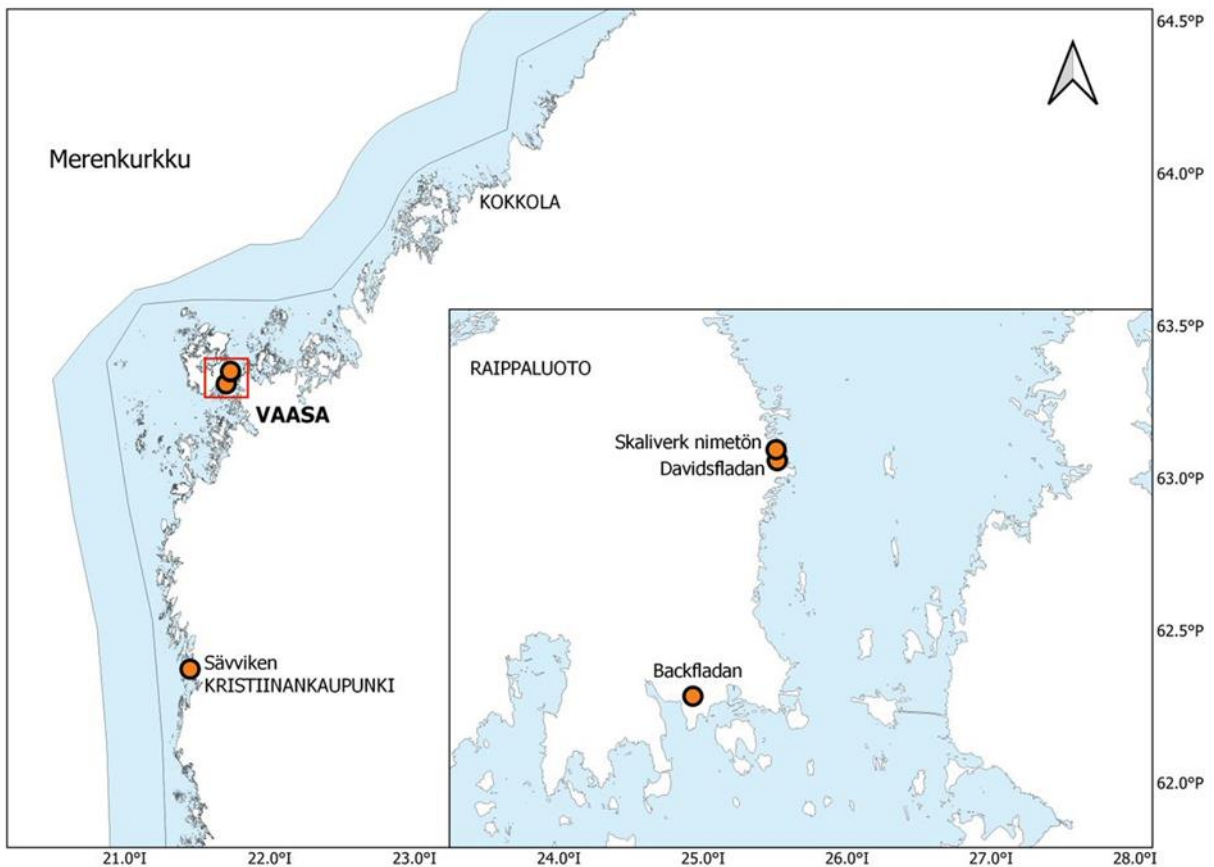 64.5°P
Merenkurkku
64.0°P
KOKKOLA
63.5°P
RAIPPALUOTO
VAASA
Skaliverk nimetön
Davidsfladan
63.0°P
62.5°P
Sävviken
KRISTIINANKAUPUNKI
Backfladan
62.0°P
21.0°I 22.0°I 23.0°I 24.0°I 25.0°I 26.0°I 27.0°I 28.0°I